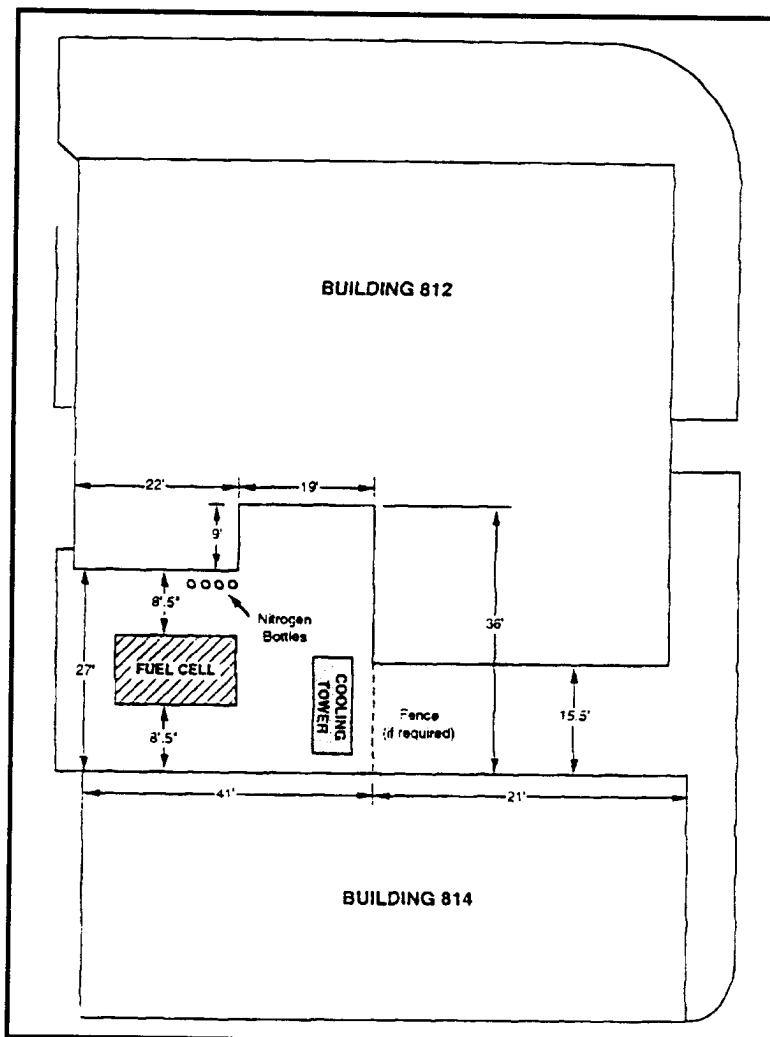 BUILDING 812
22'
19'
9'
8'.5"
Nitrogen
Bottles
36'
27'
FUEL CELL
COOLING
TOWER
Fence
(if required)
15.5'
8'.5"
41'
21'
BUILDING 814